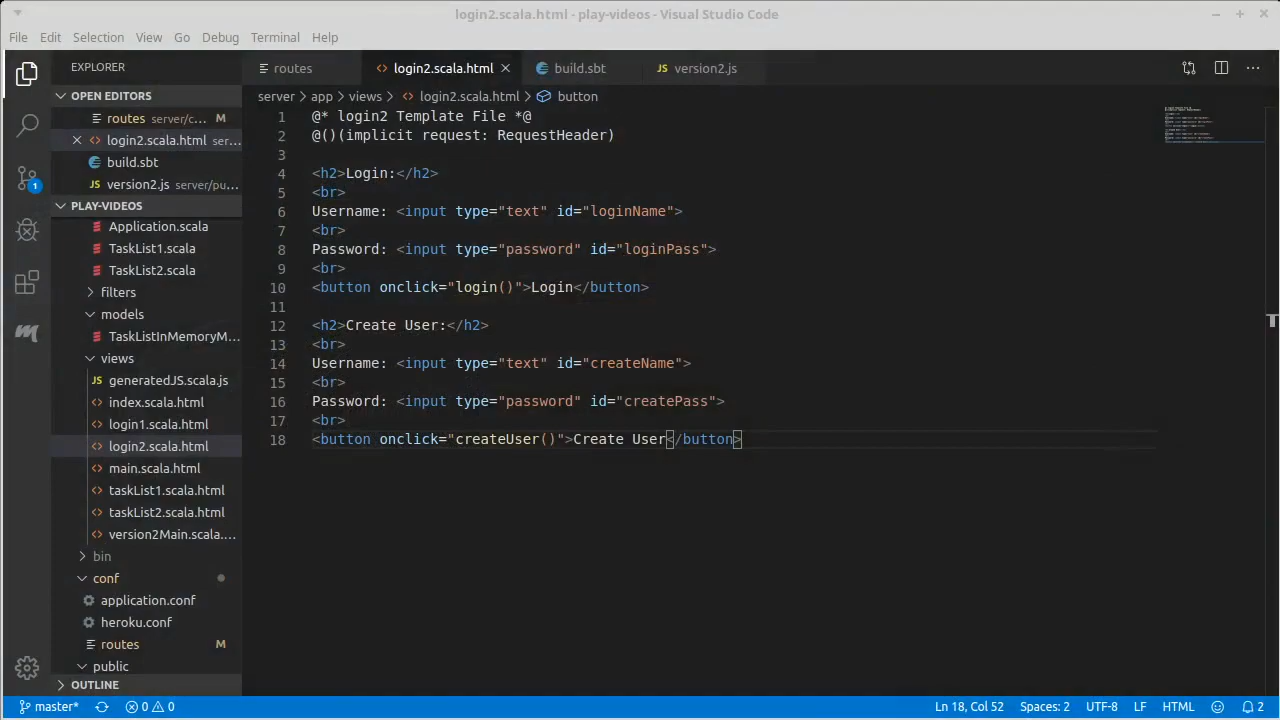 login2.scala.html - play-videos - Visual Studio Code
File Edit Selection View Go Debug Terminal Help
EXPLORER
routes
login2.scala.html
build.sbt
version2.js
OPEN EDITORS
routes server/c... M
login2.scala.html ser...
build.sbt
version2.js server/pu...
PLAY-VIDEOS
Application.scala
TaskList1.scala
TaskList2.scala
filters
models
TaskListInMemoryM...
views
generatedJS.scala.js
index.scala.html
login1.scala.html
login2.scala.html
main.scala.html
taskList1.scala.html
taskList2.scala.html
version2Main.scala....
bin
conf
application.conf
heroku.conf
routes M
public
OUTLINE
1
server > app > views > login2.scala.html > button
1 @* login2 Template File *@
2 @()(implicit request: RequestHeader)
3
4 <h2>Login:</h2>
5 <br>
6 Username: <input type="text" id="loginName">
7 <br>
8 Password: <input type="password" id="loginPass">
9 <br>
10 <button onclick="login()">Login</button>
11
12 <h2>Create User:</h2>
13 <br>
14 Username: <input type="text" id="createName">
15 <br>
16 Password: <input type="password" id="createPass">
17 <br>
18 <button onclick="createUser()">Create User</button>
master* 0 0 Ln 18, Col 52 Spaces: 2 UTF-8 LF HTML 2